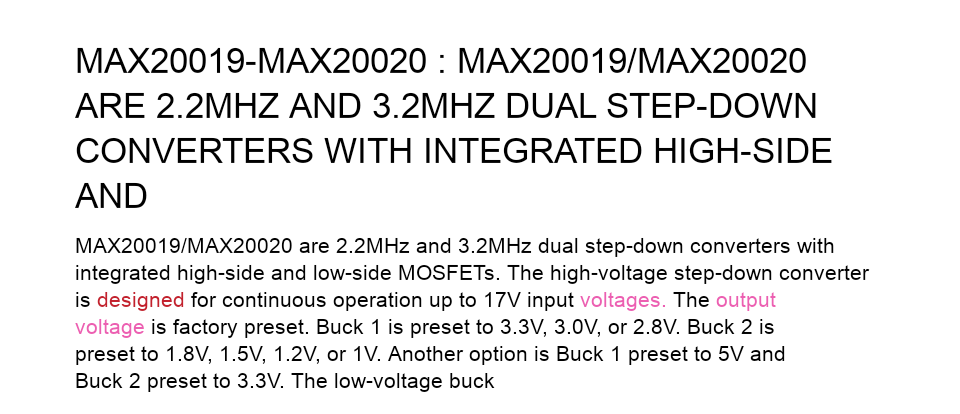 MAX20019-MAX20020 : MAX20019/MAX20020
ARE 2.2MHZ AND 3.2MHZ DUAL STEP-DOWN
CONVERTERS WITH INTEGRATED HIGH-SIDE
AND
MAX20019/MAX20020 are 2.2MHz and 3.2MHz dual step-down converters with
integrated high-side and low-side MOSFETs. The high-voltage step-down converter
is designed for continuous operation up to 17V input voltages. The output
voltage is factory preset. Buck 1 is preset to 3.3V, 3.0V, or 2.8V. Buck 2 is
preset to 1.8V, 1.5V, 1.2V, or 1V. Another option is Buck 1 preset to 5V and
Buck 2 preset to 3.3V. The low-voltage buck